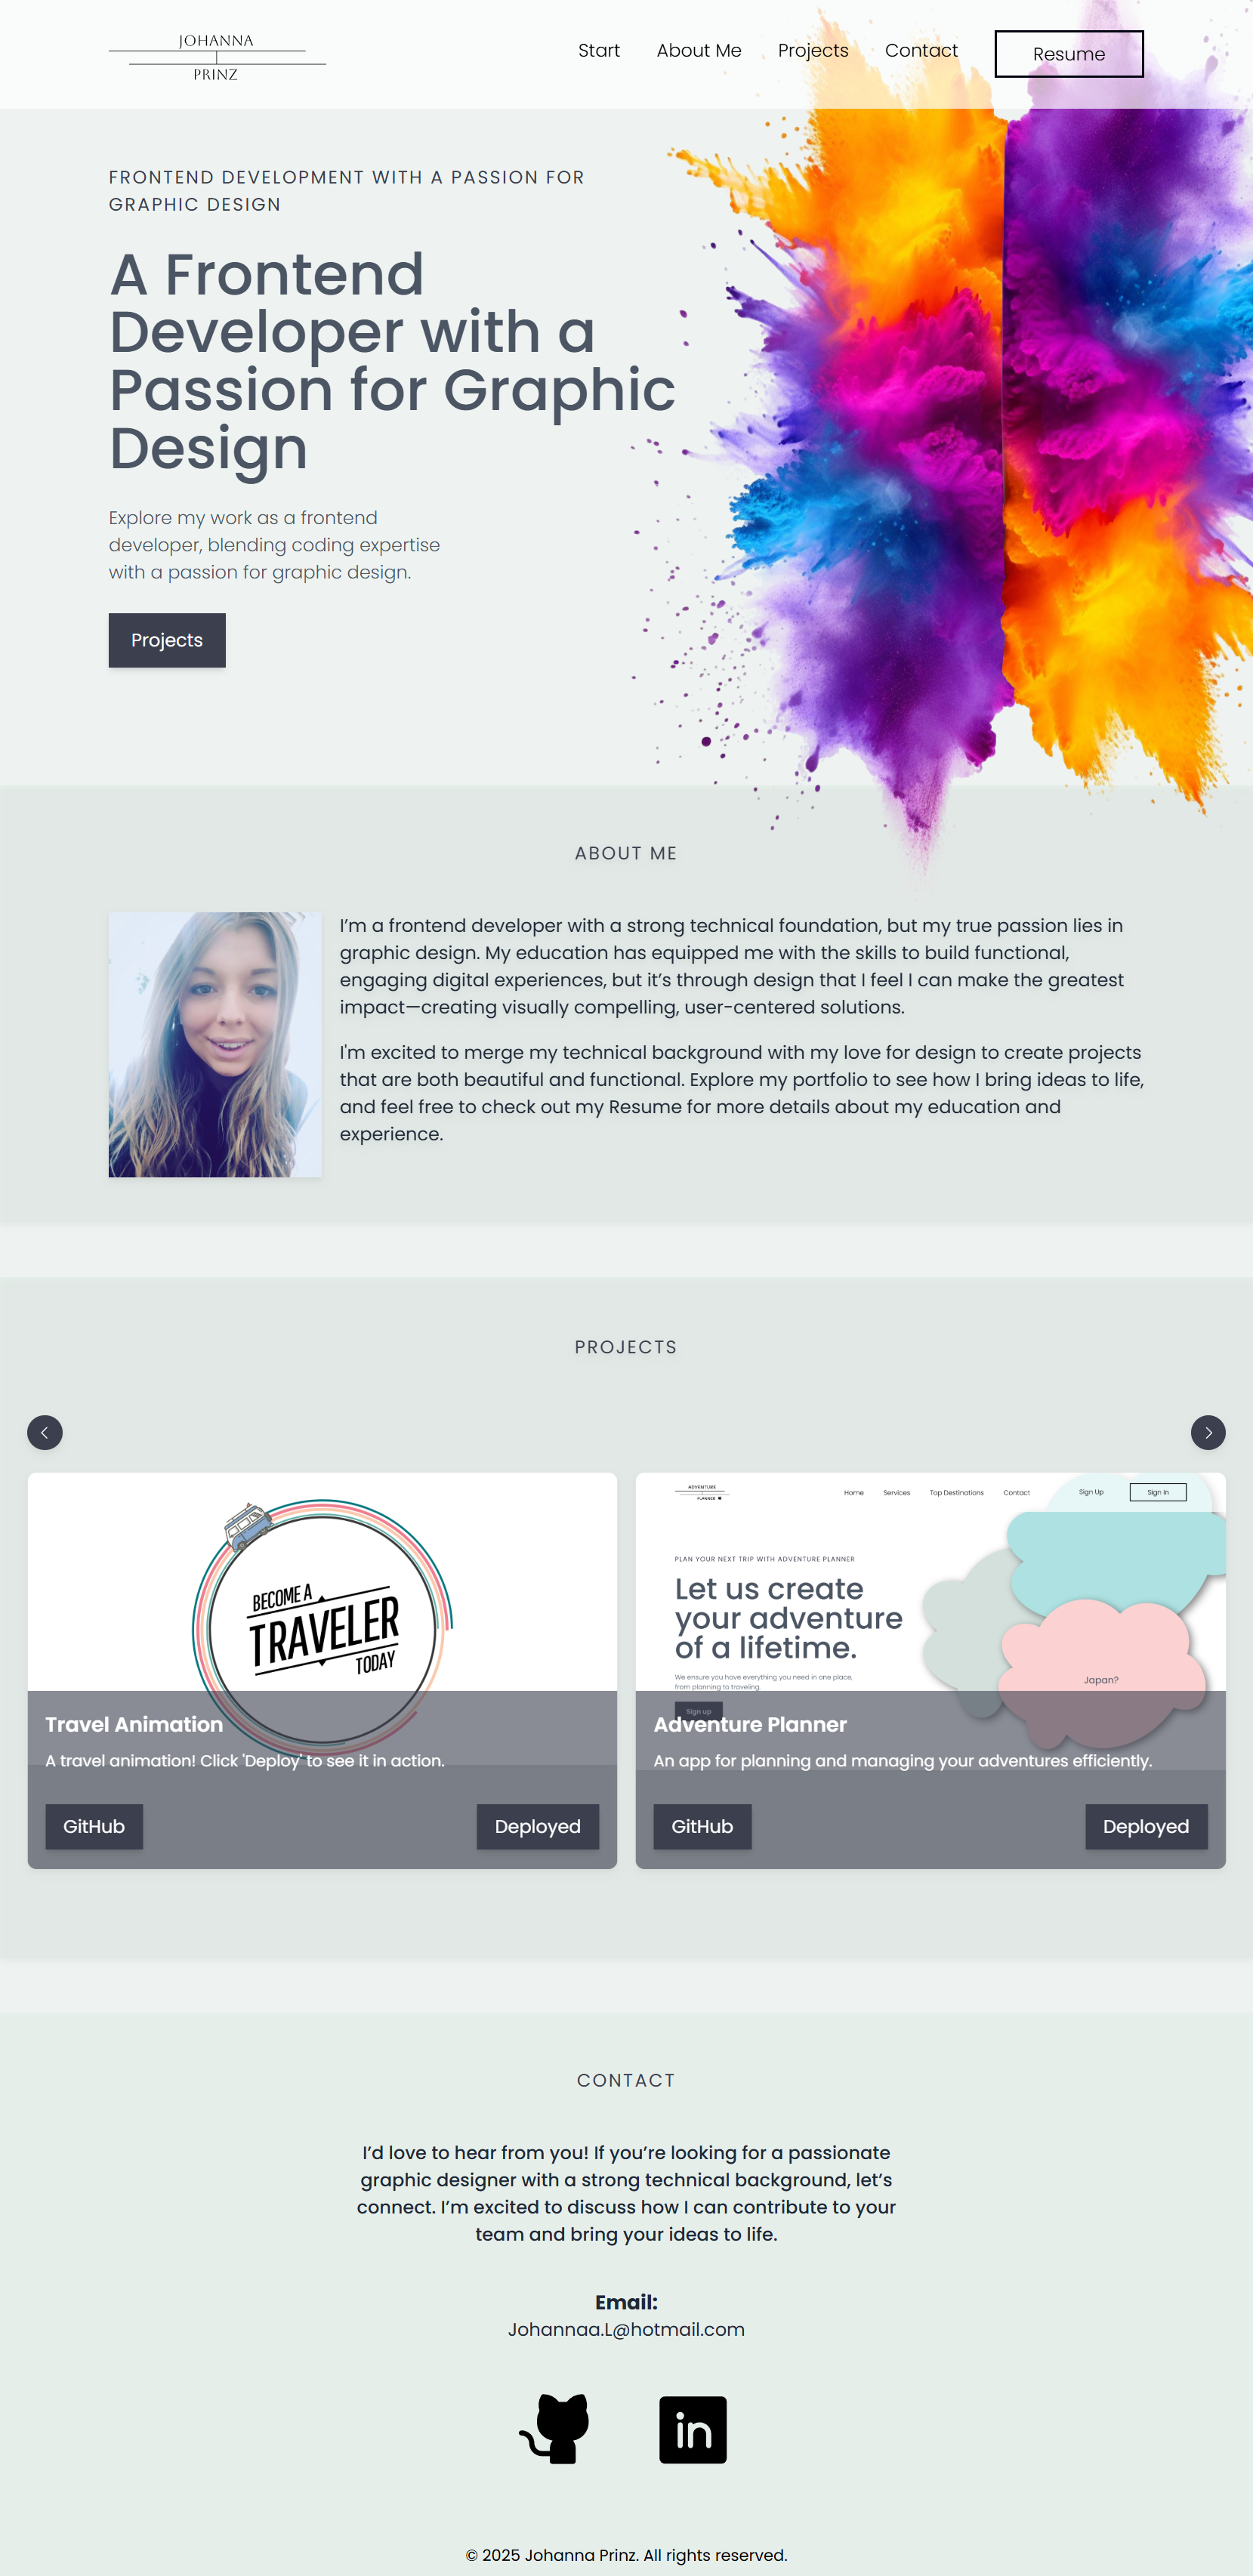 JOHANNA
PRINZ
Start About Me Projects Contact Resume
FRONTEND DEVELOPMENT WITH A PASSION FOR
GRAPHIC DESIGN
A Frontend
Developer with a
Passion for Graphic
Design
Explore my work as a frontend
developer, blending coding expertise
with a passion for graphic design.
Projects
ABOUT ME
I’m a frontend developer with a strong technical foundation, but my true passion lies in
graphic design. My education has equipped me with the skills to build functional,
engaging digital experiences, but it’s through design that I feel I can make the greatest
impact—creating visually compelling, user-centered solutions.
I'm excited to merge my technical background with my love for design to create projects
that are both beautiful and functional. Explore my portfolio to see how I bring ideas to life,
and feel free to check out my Resume for more details about my education and
experience.
PROJECTS
BECOME A
TRAVELER
TODAY
Travel Animation
A travel animation! Click 'Deploy' to see it in action.
GitHub Deployed
ADVENTURE
PLANNER
Home Services Top Destinations Contact Sign Up Sign In
PLAN YOUR NEXT TRIP WITH ADVENTURE PLANNER
Let us create
your adventure
of a lifetime.
We ensure you have everything you need in one place,
from planning to traveling.
Japan?
Sign up
Adventure Planner
An app for planning and managing your adventures efficiently.
GitHub Deployed
CONTACT
I’d love to hear from you! If you’re looking for a passionate
graphic designer with a strong technical background, let’s
connect. I’m excited to discuss how I can contribute to your
team and bring your ideas to life.
Email:
Johannaa.L@hotmail.com
in
© 2025 Johanna Prinz. All rights reserved.